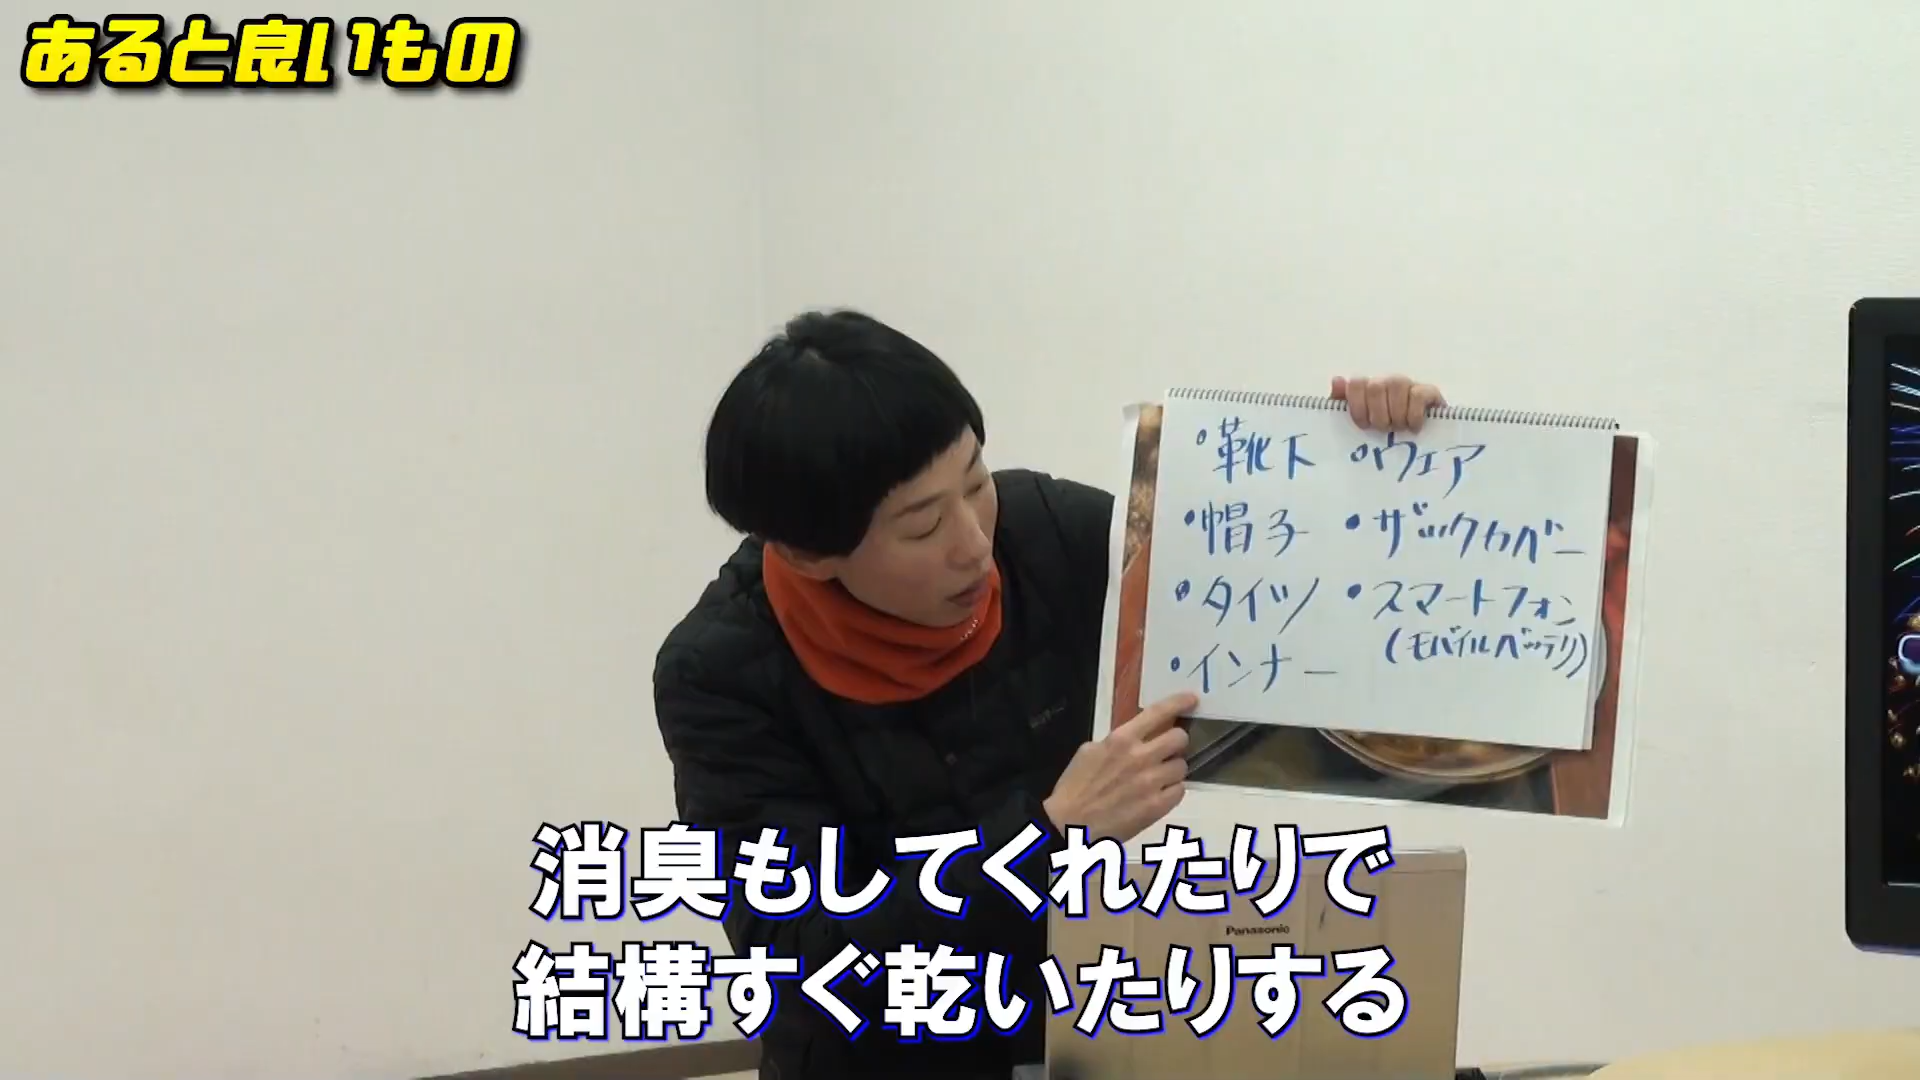 あると良いもの
•靴下
•ウェア
•帽子
•ザックカバー
•タイツ
•スマートフォン
(モバイルバッテリ)
•インナー
Panasonic
消臭もしてくれたりで
結構すぐ乾いたりする